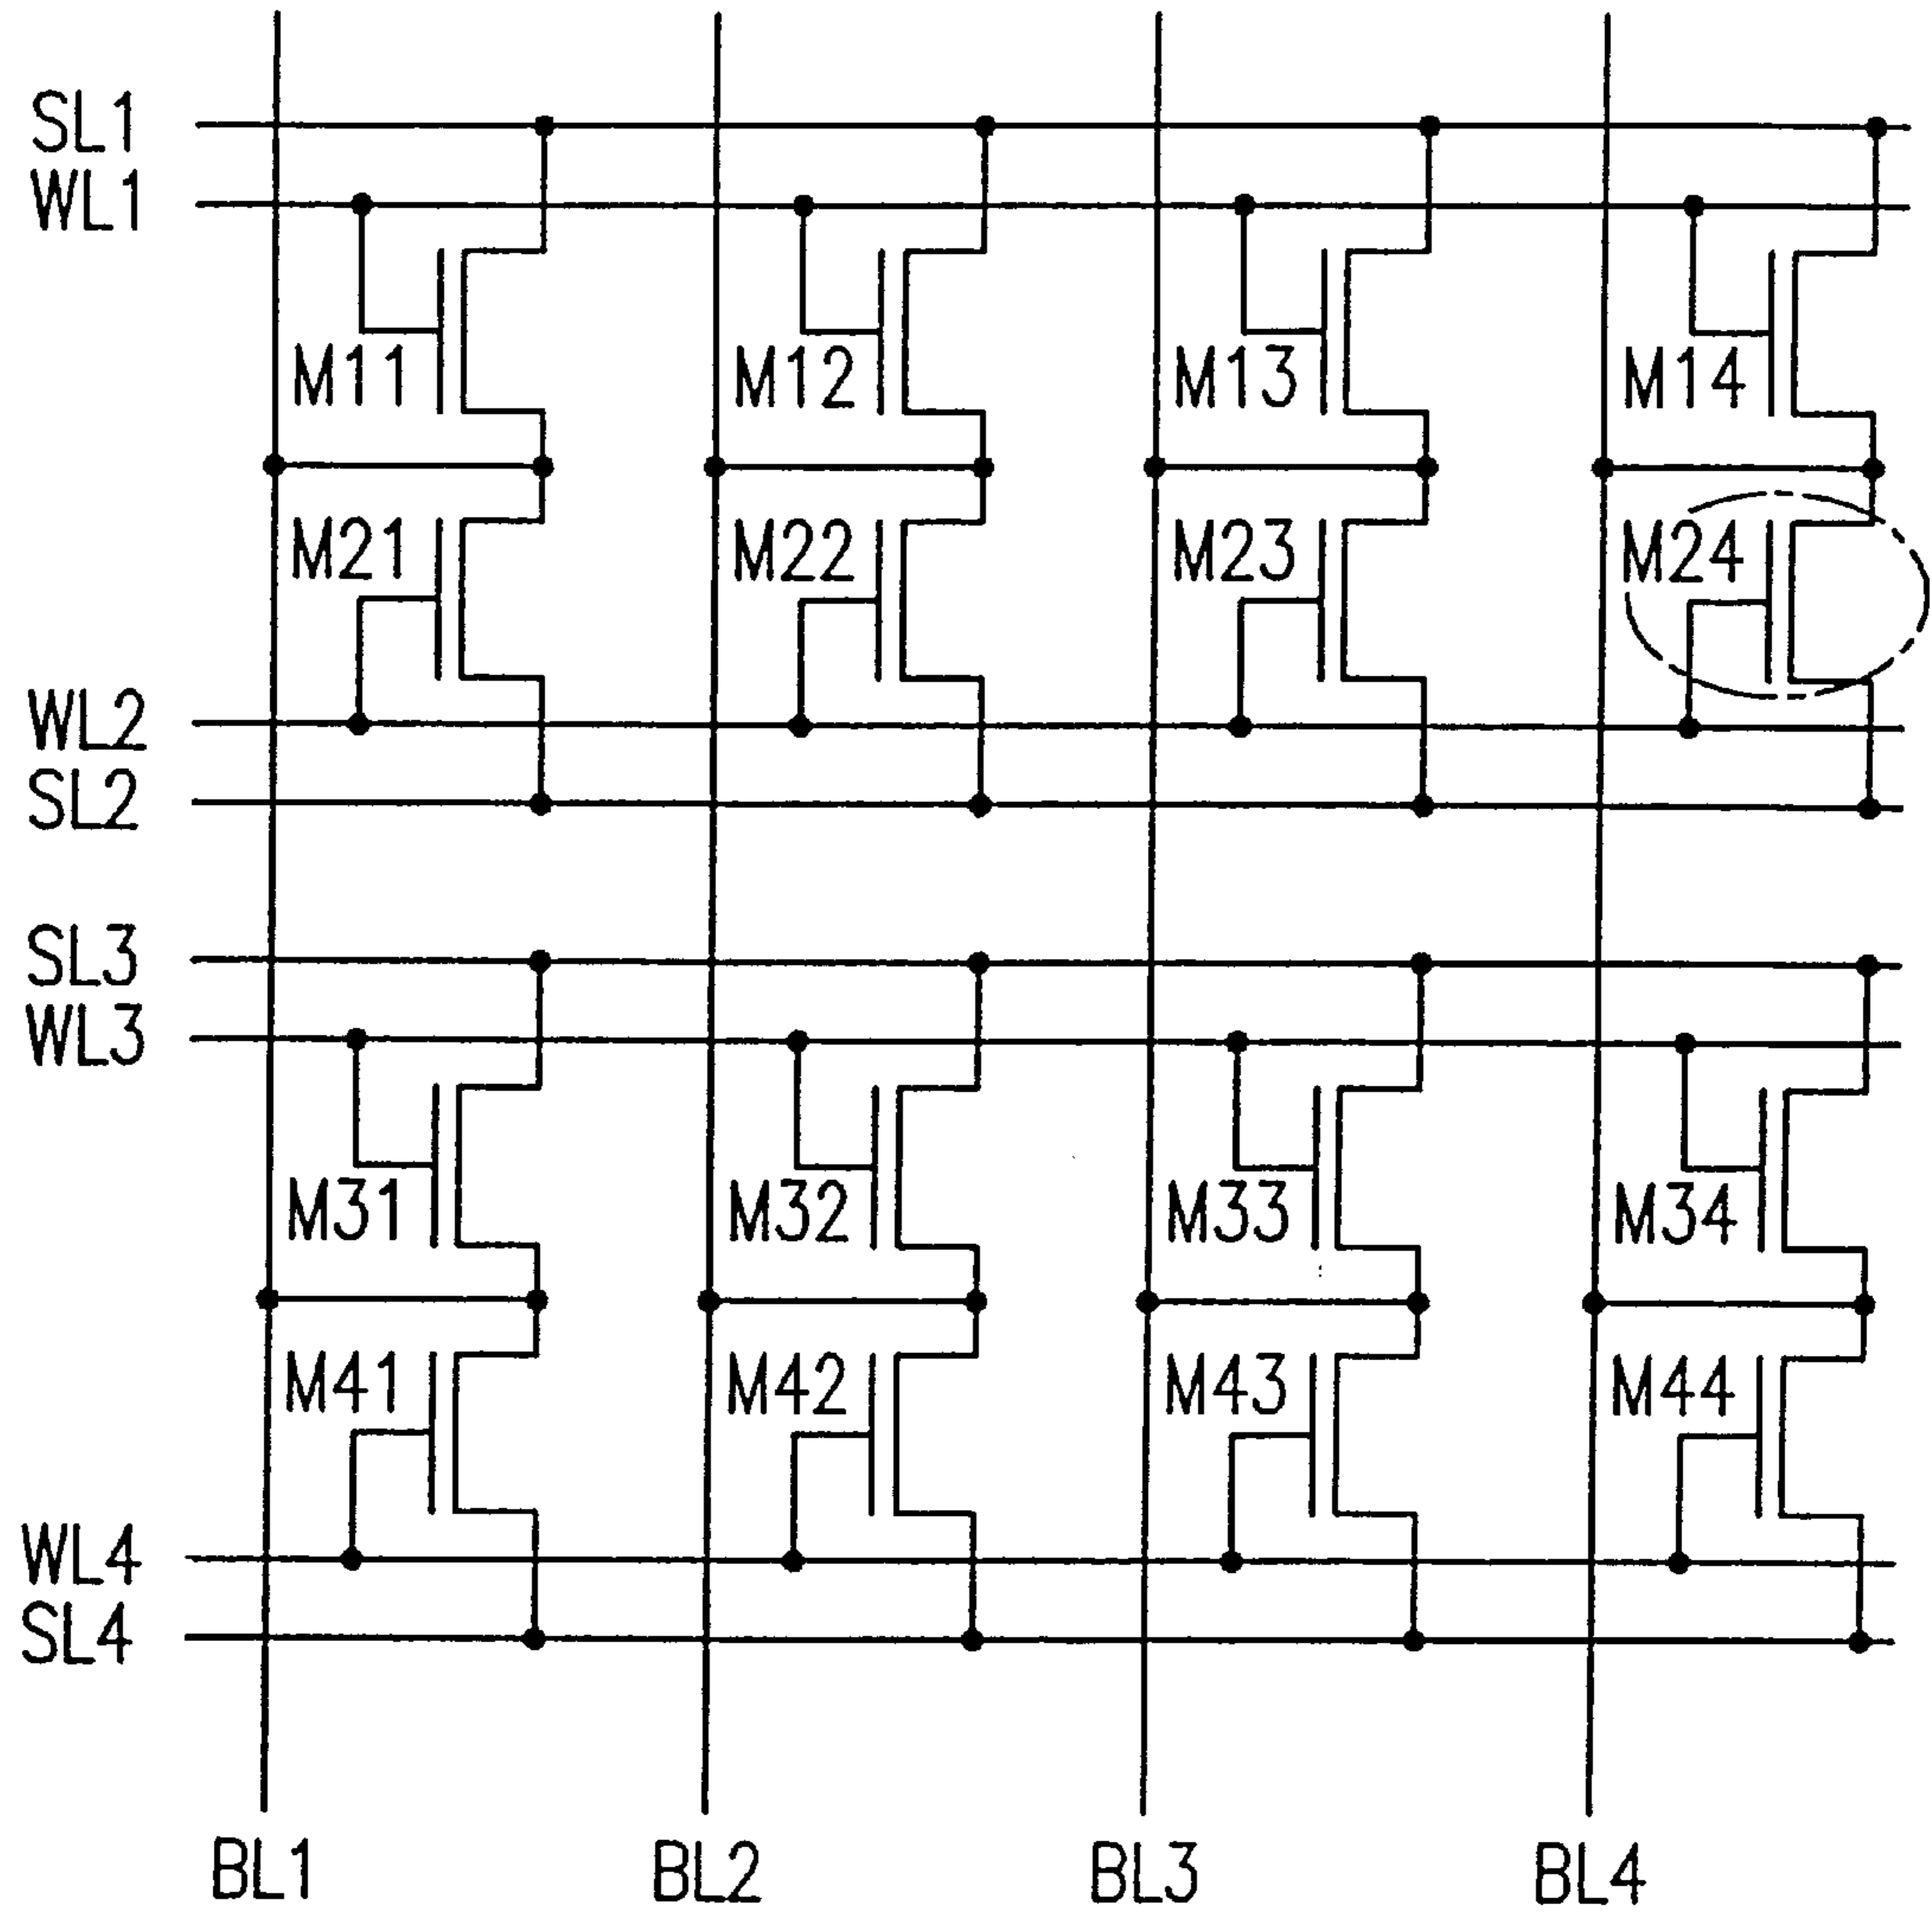 SL1
WL1
M11 M12 M13 M14
M21 M22 M23 M24
WL2
SL2
SL3
WL3
M31 M32 M33 M34
M41 M42 M43 M44
WL4
SL4
BL1 BL2 BL3 BL4